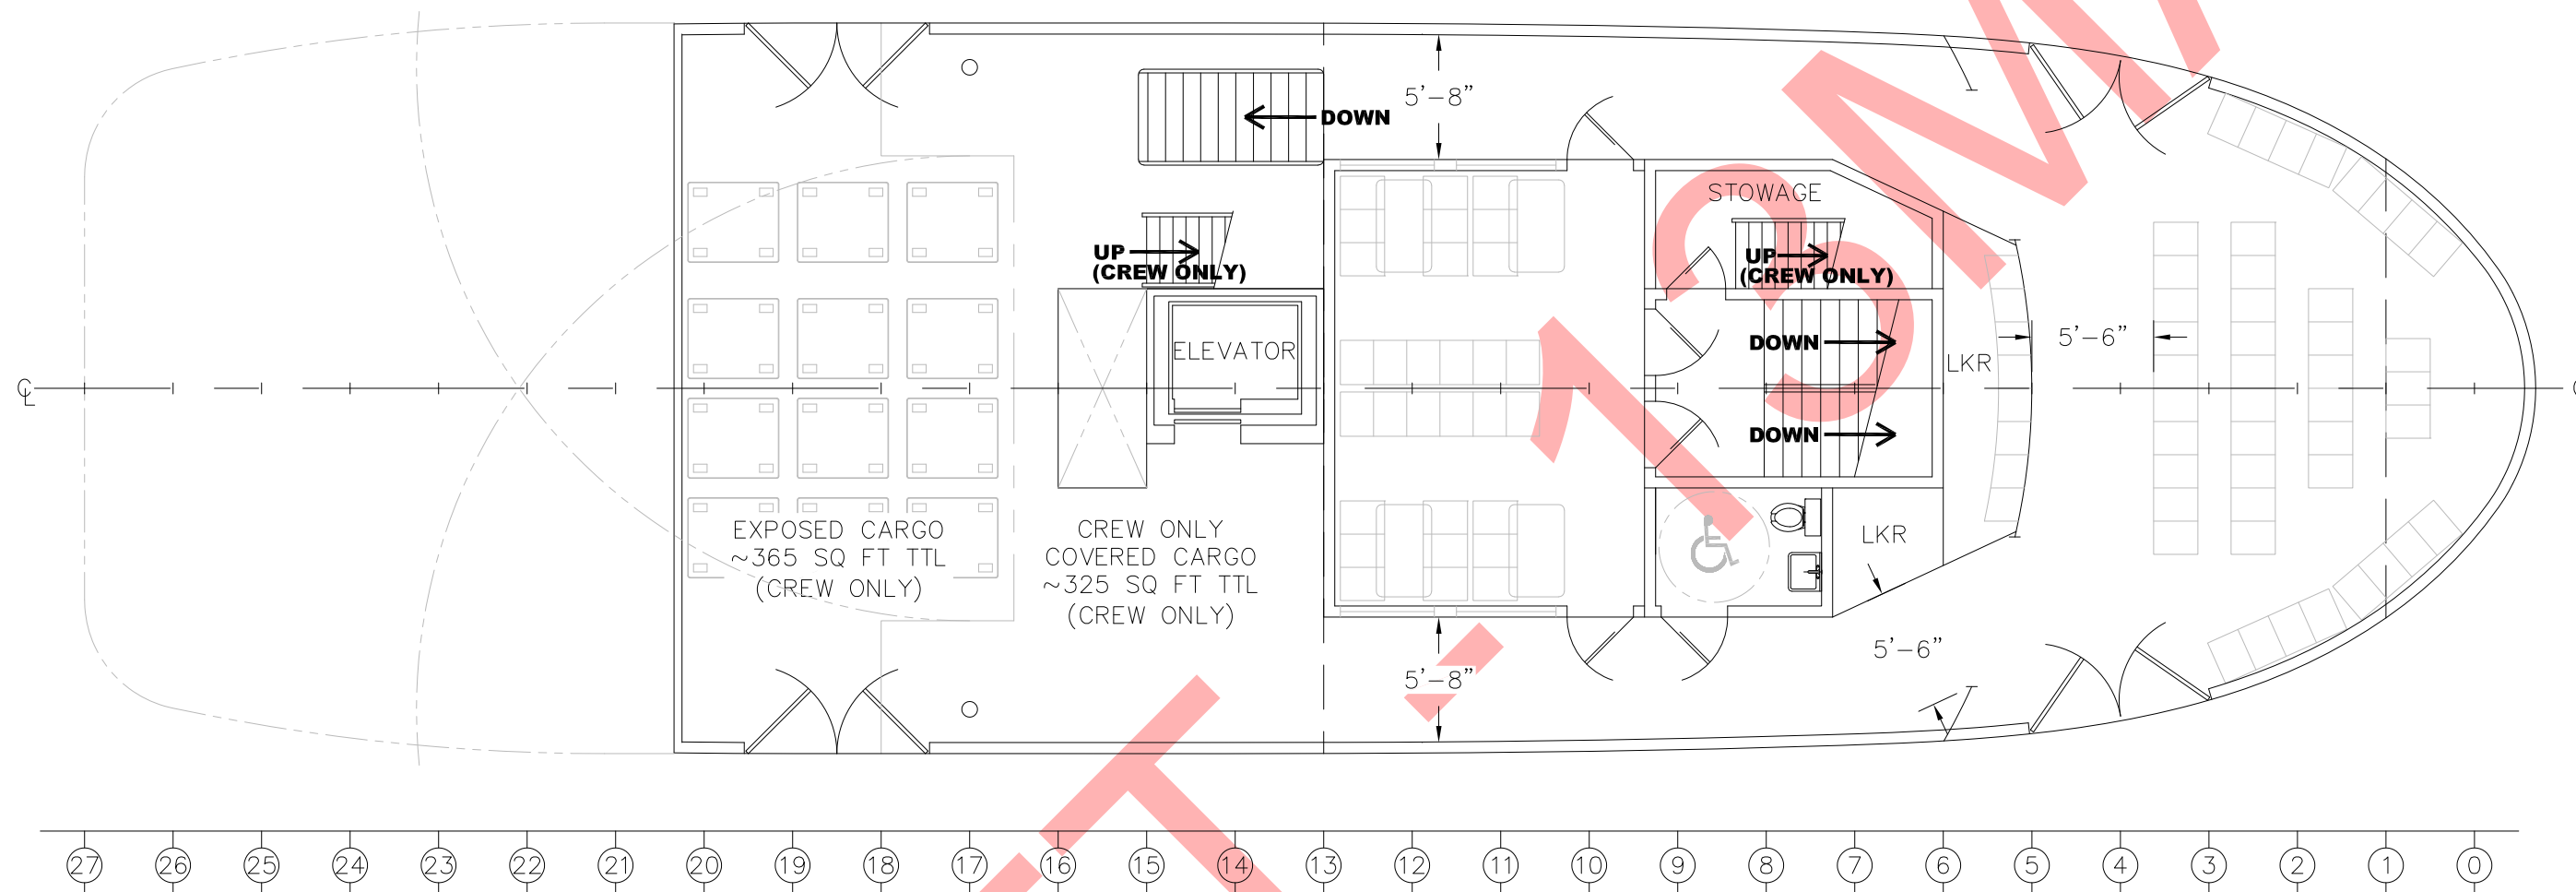 DOWN
5'-8"
STOWAGE
UP
(CREW ONLY)
UP
(CREW ONLY)
ELEVATOR
DOWN
5'-6"
LKR
DOWN
EXPOSED CARGO
~365 SQ FT TTL
(CREW ONLY)
CREW ONLY
COVERED CARGO
~325 SQ FT TTL
(CREW ONLY)
LKR
5'-6"
5'-8"
27 26 25 24 23 22 21 20 19 18 17 16 15 14 13 12 11 10 9 8 7 6 5 4 3 2 1 0